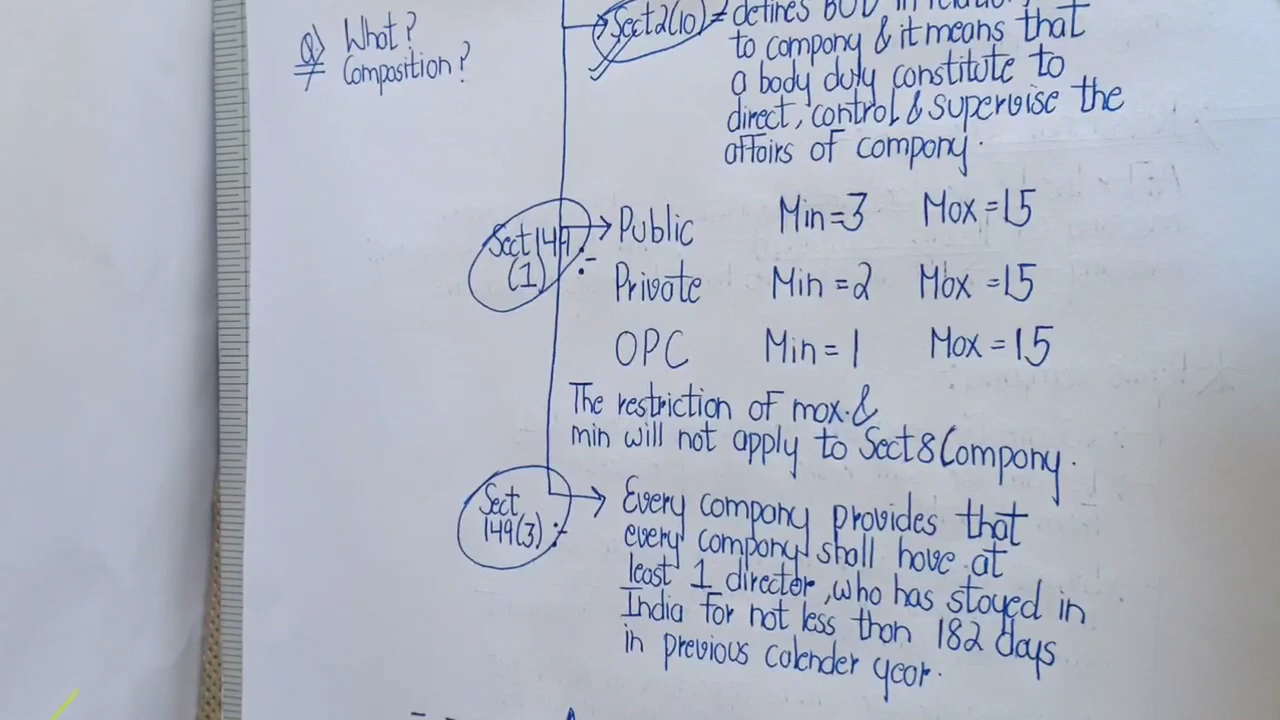 Q) What?
Composition?
Sect 2(10) = defines BOD in relation
to company & it means that
a body duly constitute to
direct, control & supervise the
affairs of company.
Sect 149 (1) :- → Public Min=3 Max=15
Private Min=2 Max=15
OPC Min=1 Max=15
The restriction of max. &
min will not apply to Sect 8 Company.
Sect 149(3) :- → Every company provides that
every company shall have at
least 1 director, who has stayed in
India for not less than 182 days
in previous calender year.